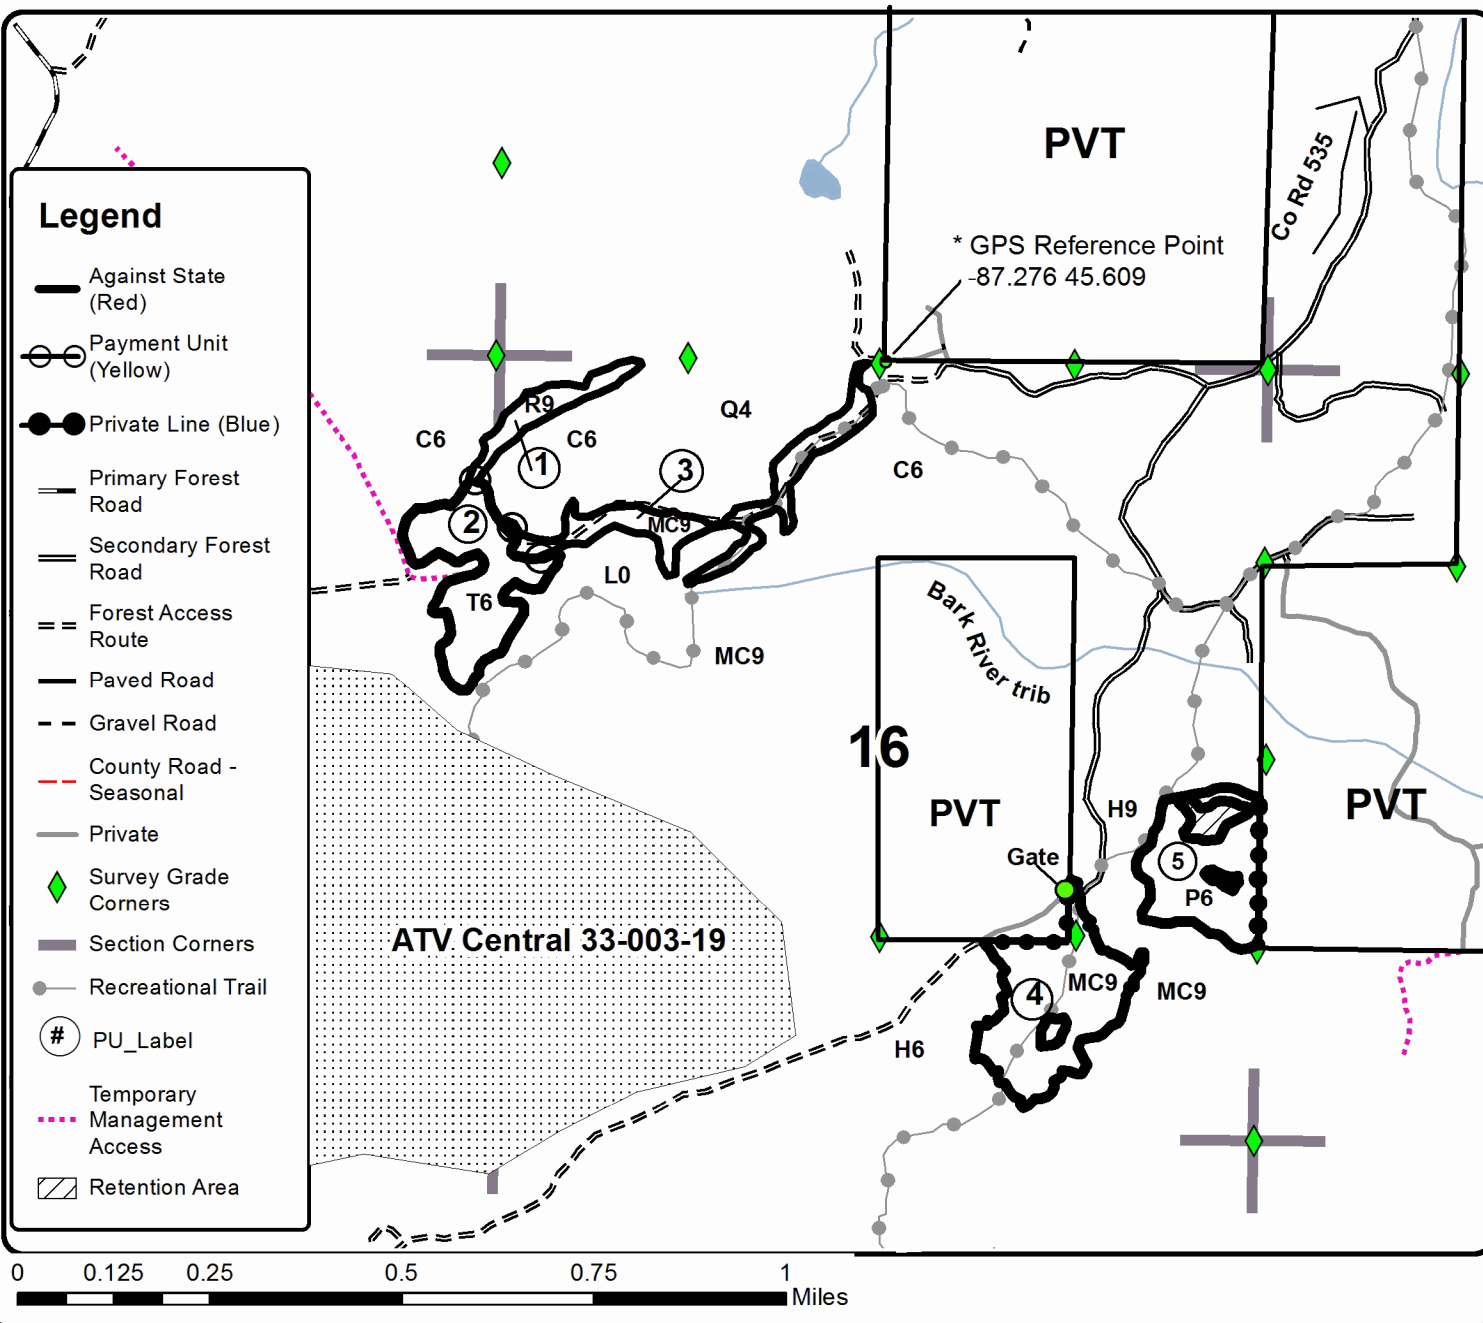 PVT
Co Rd 535
Legend
* GPS Reference Point
-87.276 45.609
Against State
(Red)
Payment Unit
(Yellow)
Private Line (Blue)
Primary Forest
Road
Secondary Forest
Road
Forest Access
Route
Paved Road
Gravel Road
County Road -
Seasonal
Private
Survey Grade
Corners
Section Corners
Recreational Trail
# PU_Label
Temporary
Management
Access
Retention Area
R9
Q4
C6
C6
C6
1
3
2
MC9
L0
T6
MC9
Bark River trib
16
PVT
H9
PVT
Gate
5
P6
ATV Central 33-003-19
4
MC9
MC9
H6
0
0.125
0.25
0.5
0.75
1
Miles